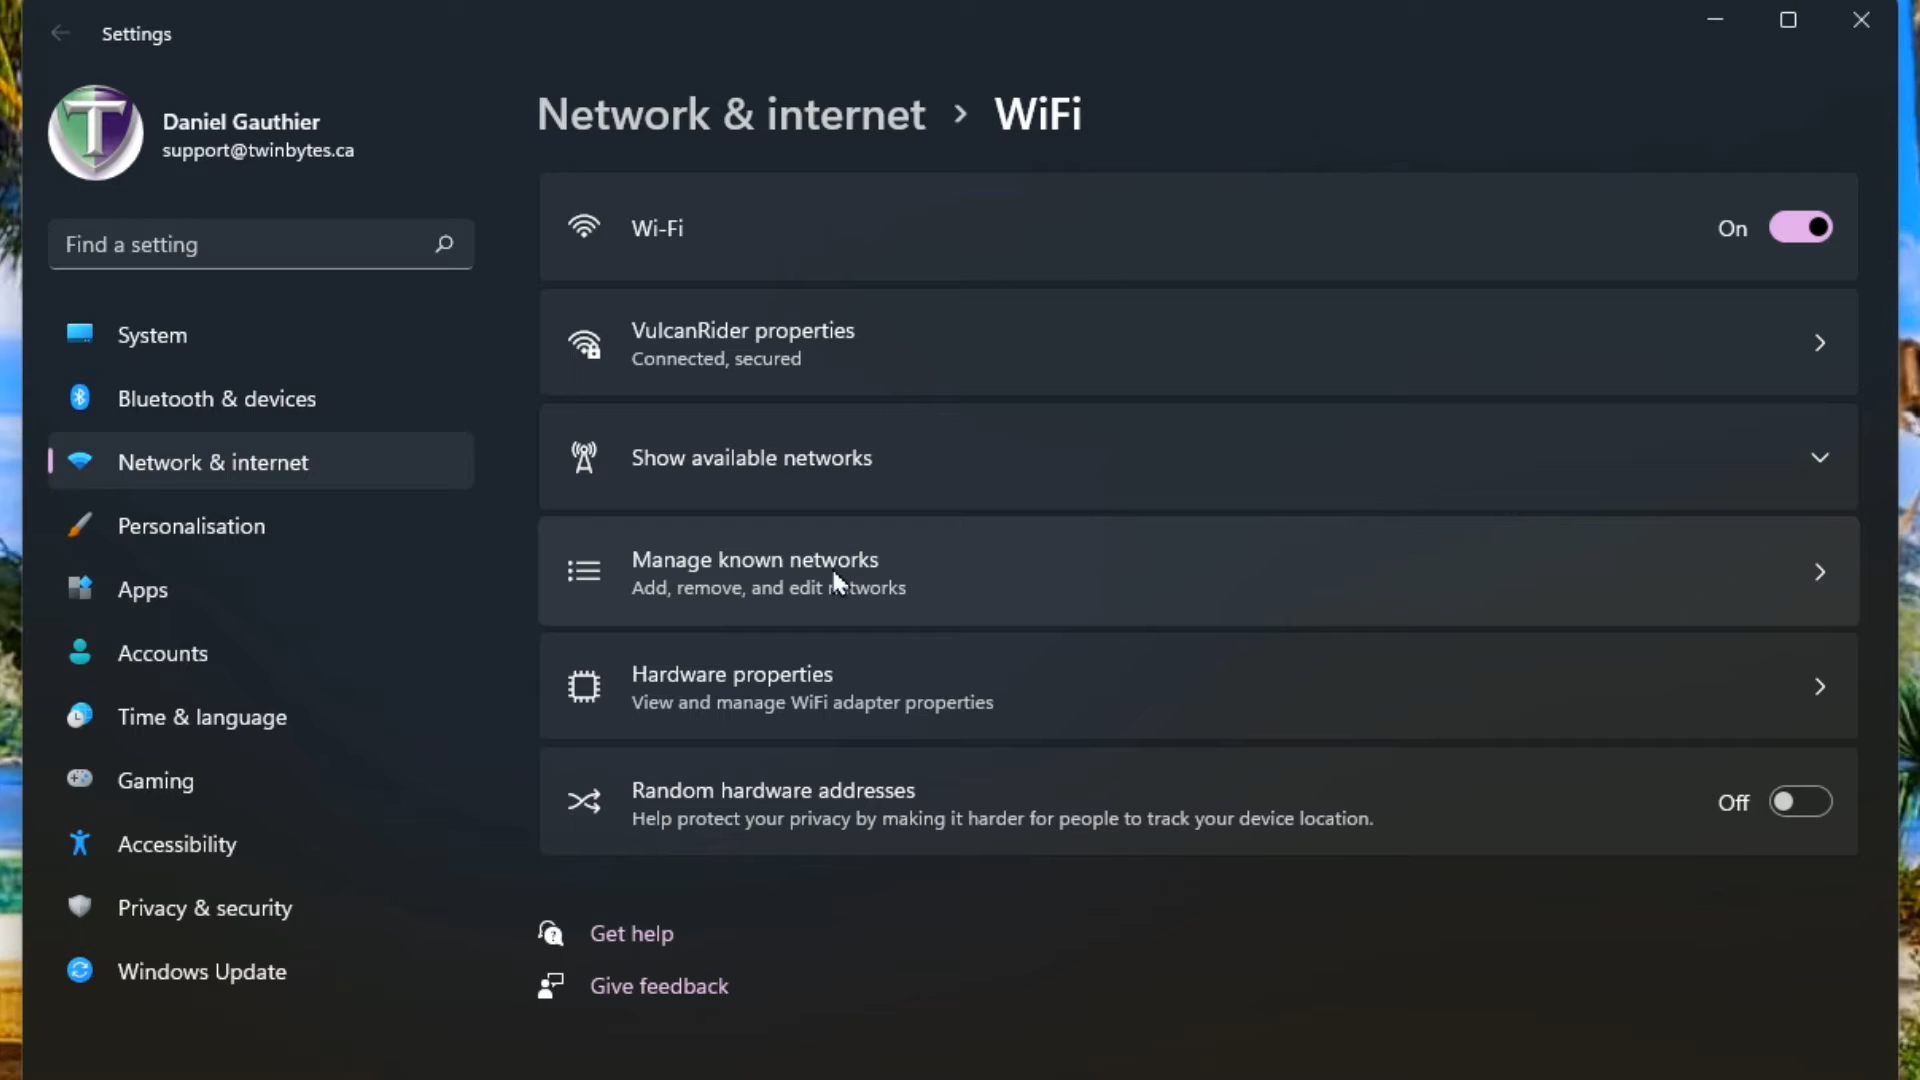 Settings
Daniel Gauthier
support@twinbytes.ca
Find a setting
System
Bluetooth & devices
Network & internet
Personalisation
Apps
Accounts
Time & language
Gaming
Accessibility
Privacy & security
Windows Update
Network & internet › WiFi
Wi-Fi
On
VulcanRider properties
Connected, secured
Show available networks
Manage known networks
Add, remove, and edit networks
Hardware properties
View and manage WiFi adapter properties
Random hardware addresses
Help protect your privacy by making it harder for people to track your device location.
Off
Get help
Give feedback